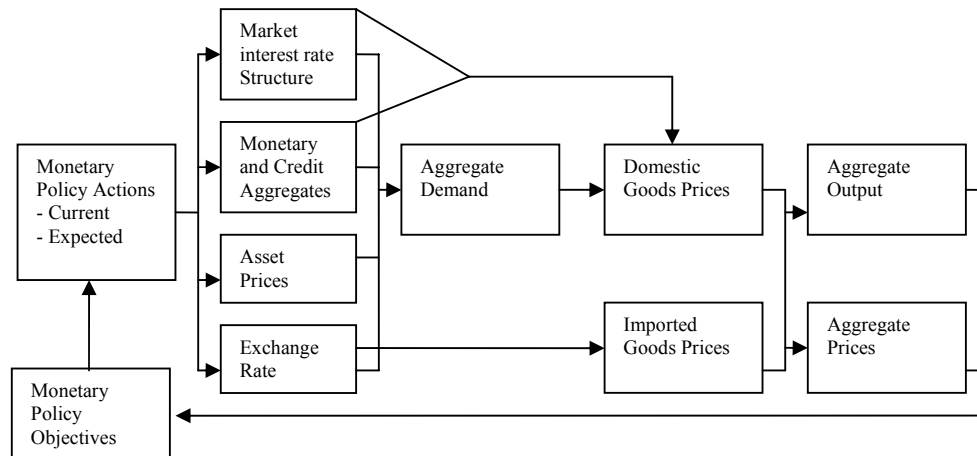 Market
interest rate
Structure
Monetary
Policy Actions
- Current
- Expected
Monetary
and Credit
Aggregates
Aggregate
Demand
Domestic
Goods Prices
Aggregate
Output
Asset
Prices
Exchange
Rate
Imported
Goods Prices
Aggregate
Prices
Monetary
Policy
Objectives